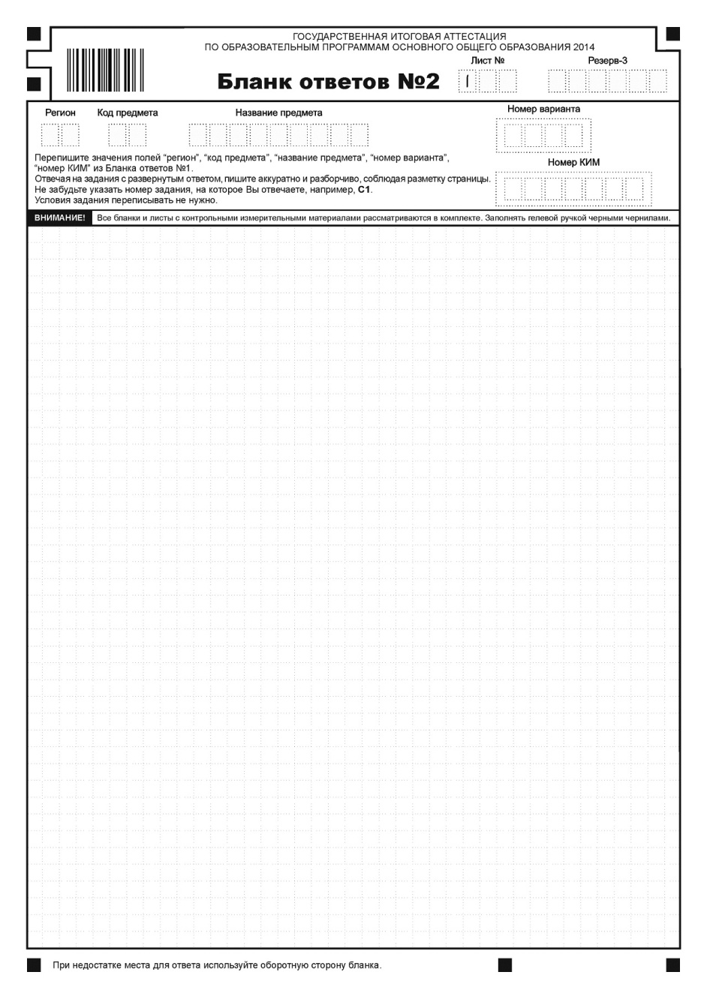 ГОСУДАРСТВЕННАЯ ИТОГОВАЯ АТТЕСТАЦИЯ
ПО ОБРАЗОВАТЕЛЬНЫМ ПРОГРАММАМ ОСНОВНОГО ОБЩЕГО ОБРАЗОВАНИЯ 2014
Лист № Резерв-3
Бланк ответов №2 1
Регион Код предмета Название предмета Номер варианта
Перепишите значения полей “регион”, “код предмета”, “название предмета”, “номер варианта”,
“номер КИМ” из Бланка ответов №1.
Номер КИМ
Отвечая на задания с развернутым ответом, пишите аккуратно и разборчиво, соблюдая разметку страницы.
Не забудьте указать номер задания, на которое Вы отвечаете, например, С1.
Условия задания переписывать не нужно.
ВНИМАНИЕ! Все бланки и листы с контрольными измерительными материалами рассматриваются в комплекте. Заполнять гелевой ручкой черными чернилами.
При недостатке места для ответа используйте оборотную сторону бланка.